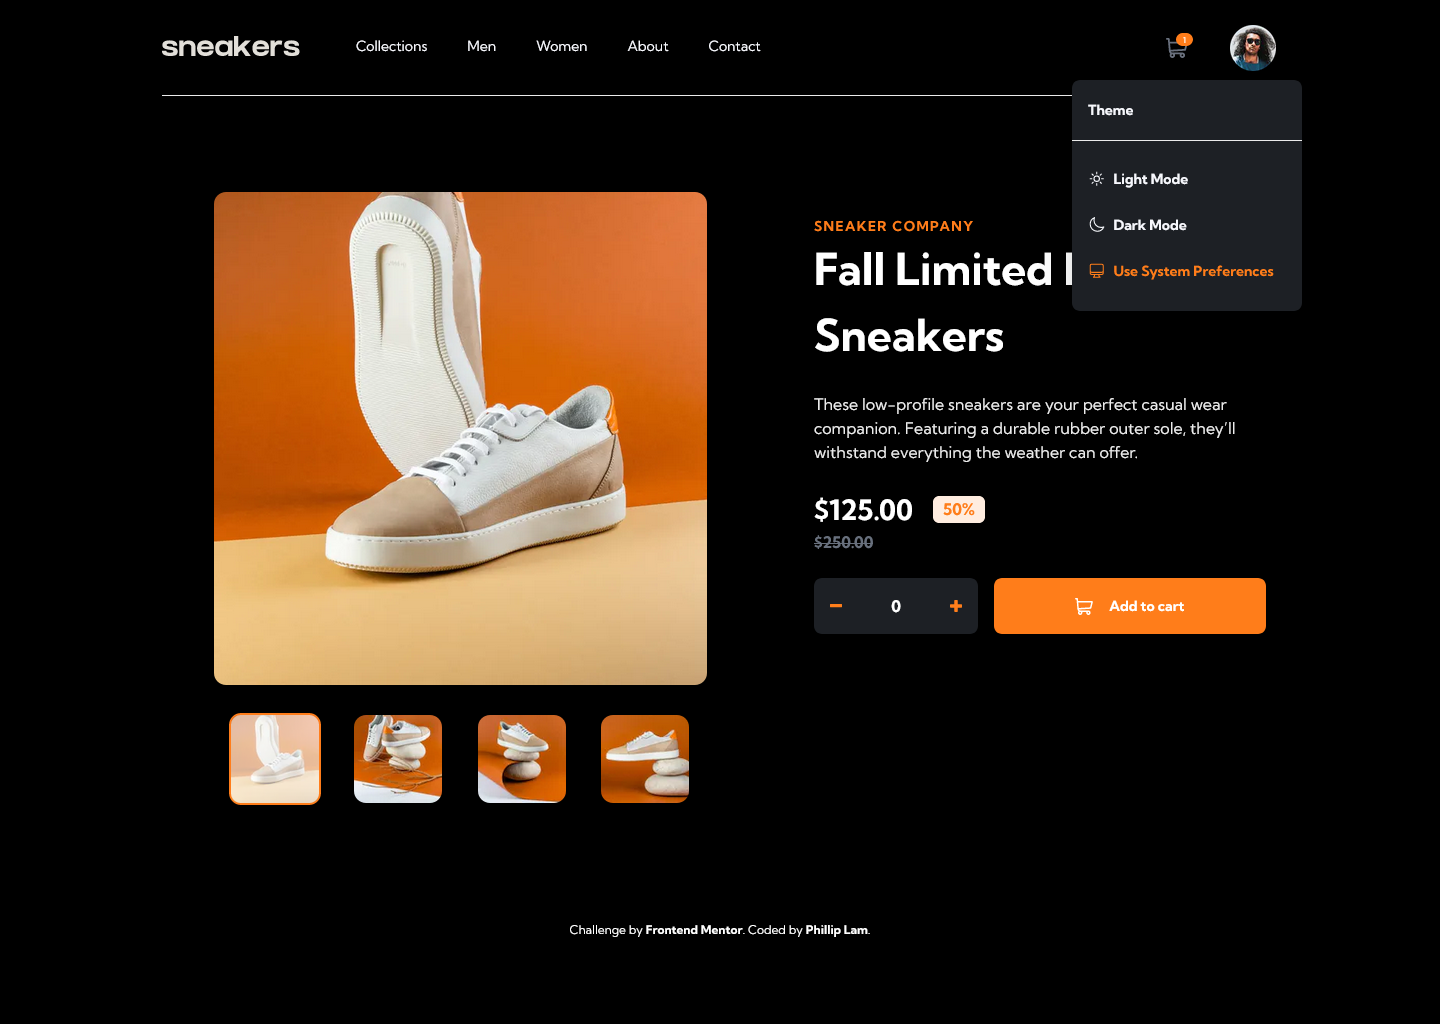 sneakers
Collections
Men
Women
About
Contact
1
Theme
Light Mode
Dark Mode
Use System Preferences
SNEAKER COMPANY
Fall Limited
Sneakers
These low-profile sneakers are your perfect casual wear
companion. Featuring a durable rubber outer sole, they'll
withstand everything the weather can offer.
$125.00
50%
$250.00
0
Add to cart
Challenge by Frontend Mentor. Coded by Phillip Lam.